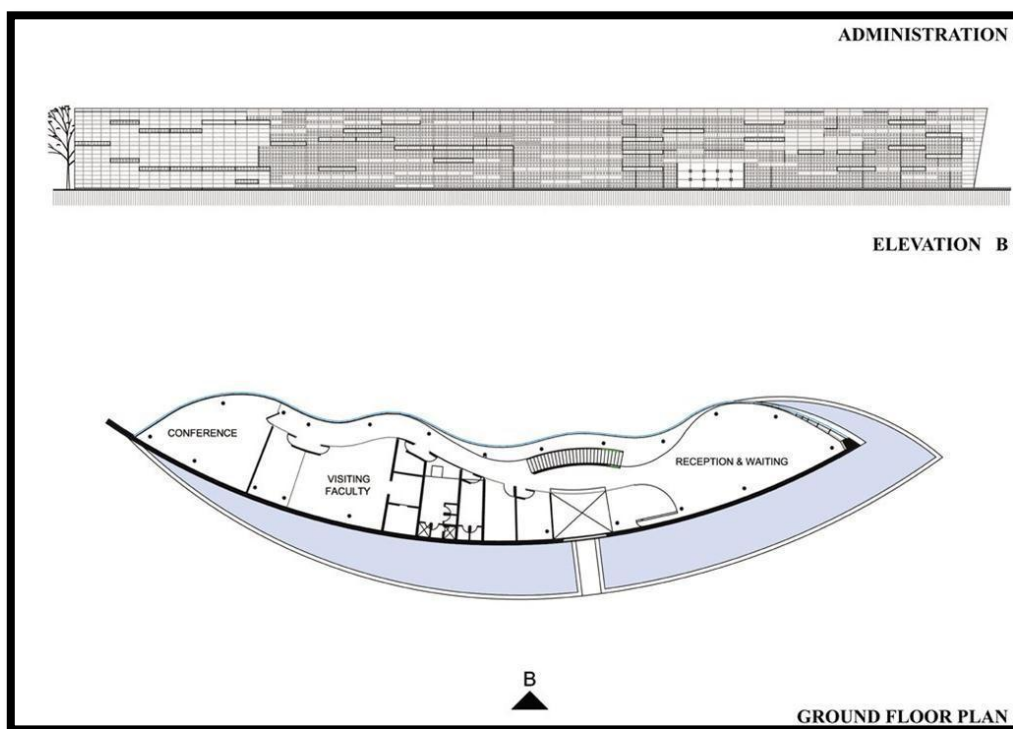 ADMINISTRATION
ELEVATION B
CONFERENCE
VISITING
FACULTY
RECEPTION & WAITING
B
GROUND FLOOR PLAN